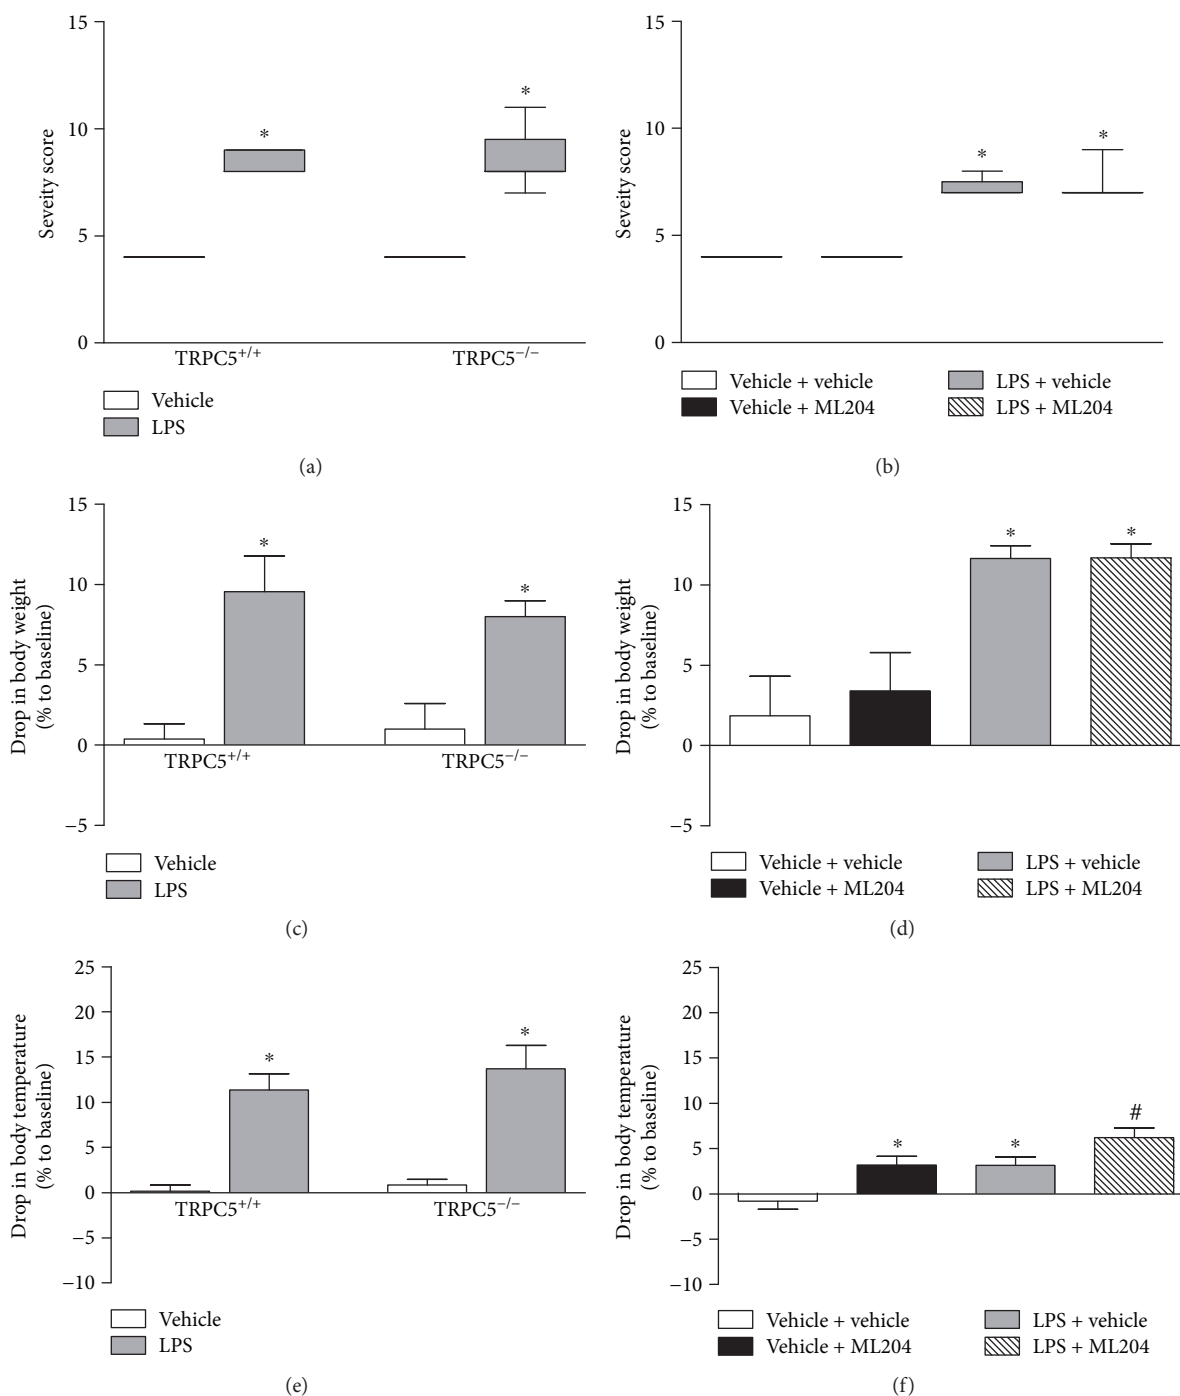 15
10
5
0
Seveity score
*
*
TRPC5+/+
TRPC5−/−
Vehicle
LPS
(a)
15
10
5
0
Seveity score
*
*
Vehicle + vehicle
Vehicle + ML204
LPS + vehicle
LPS + ML204
(b)
15
10
5
0
−5
Drop in body weight
(% to baseline)
*
*
TRPC5+/+
TRPC5−/−
Vehicle
LPS
(c)
15
10
5
0
−5
Drop in body weight
(% to baseline)
*
*
Vehicle + vehicle
Vehicle + ML204
LPS + vehicle
LPS + ML204
(d)
25
20
15
10
5
0
−5
−10
Drop in body temperature
(% to baseline)
*
*
TRPC5+/+
TRPC5−/−
Vehicle
LPS
(e)
25
20
15
10
5
0
−5
−10
Drop in body temperature
(% to baseline)
*
*
#
Vehicle + vehicle
Vehicle + ML204
LPS + vehicle
LPS + ML204
(f)